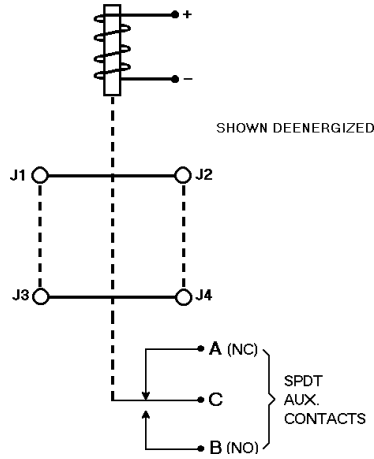 +
−
SHOWN DEENERGIZED
J1 J2
J3 J4
A (NC)
C
B (NO)
SPDT
AUX.
CONTACTS